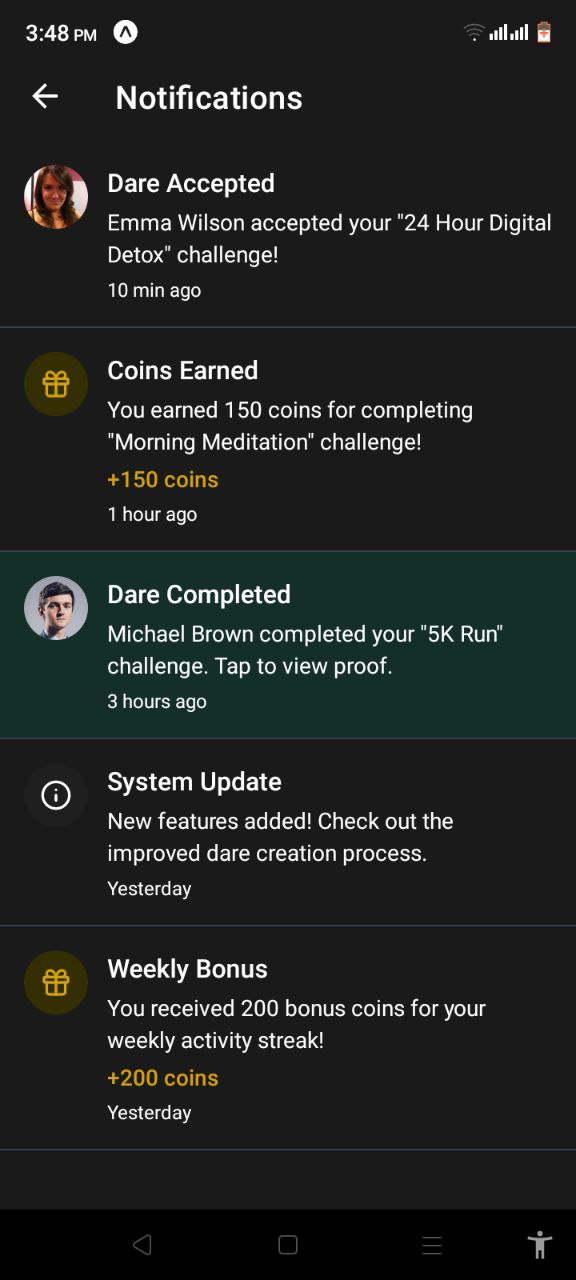 3:48 PM
Notifications
Dare Accepted
Emma Wilson accepted your "24 Hour Digital
Detox" challenge!
10 min ago
Coins Earned
You earned 150 coins for completing
"Morning Meditation" challenge!
+150 coins
1 hour ago
Dare Completed
Michael Brown completed your "5K Run"
challenge. Tap to view proof.
3 hours ago
System Update
New features added! Check out the
improved dare creation process.
Yesterday
Weekly Bonus
You received 200 bonus coins for your
weekly activity streak!
+200 coins
Yesterday